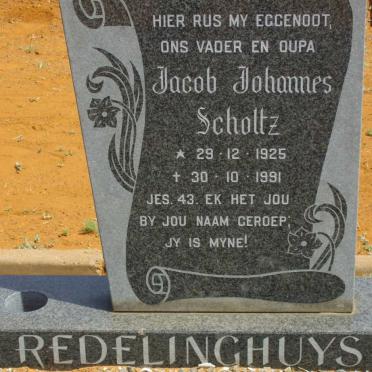 HIER RUS MY EGGENOOT,
ONS VADER EN OUPA
Jacob Johannes
Scholtz
★ 29·12·1925
✝ 30·10·1991
JES. 43. EK HET JOU
BY JOU NAAM GEROEP;
JY IS MYNE!
REDELINGHUYS